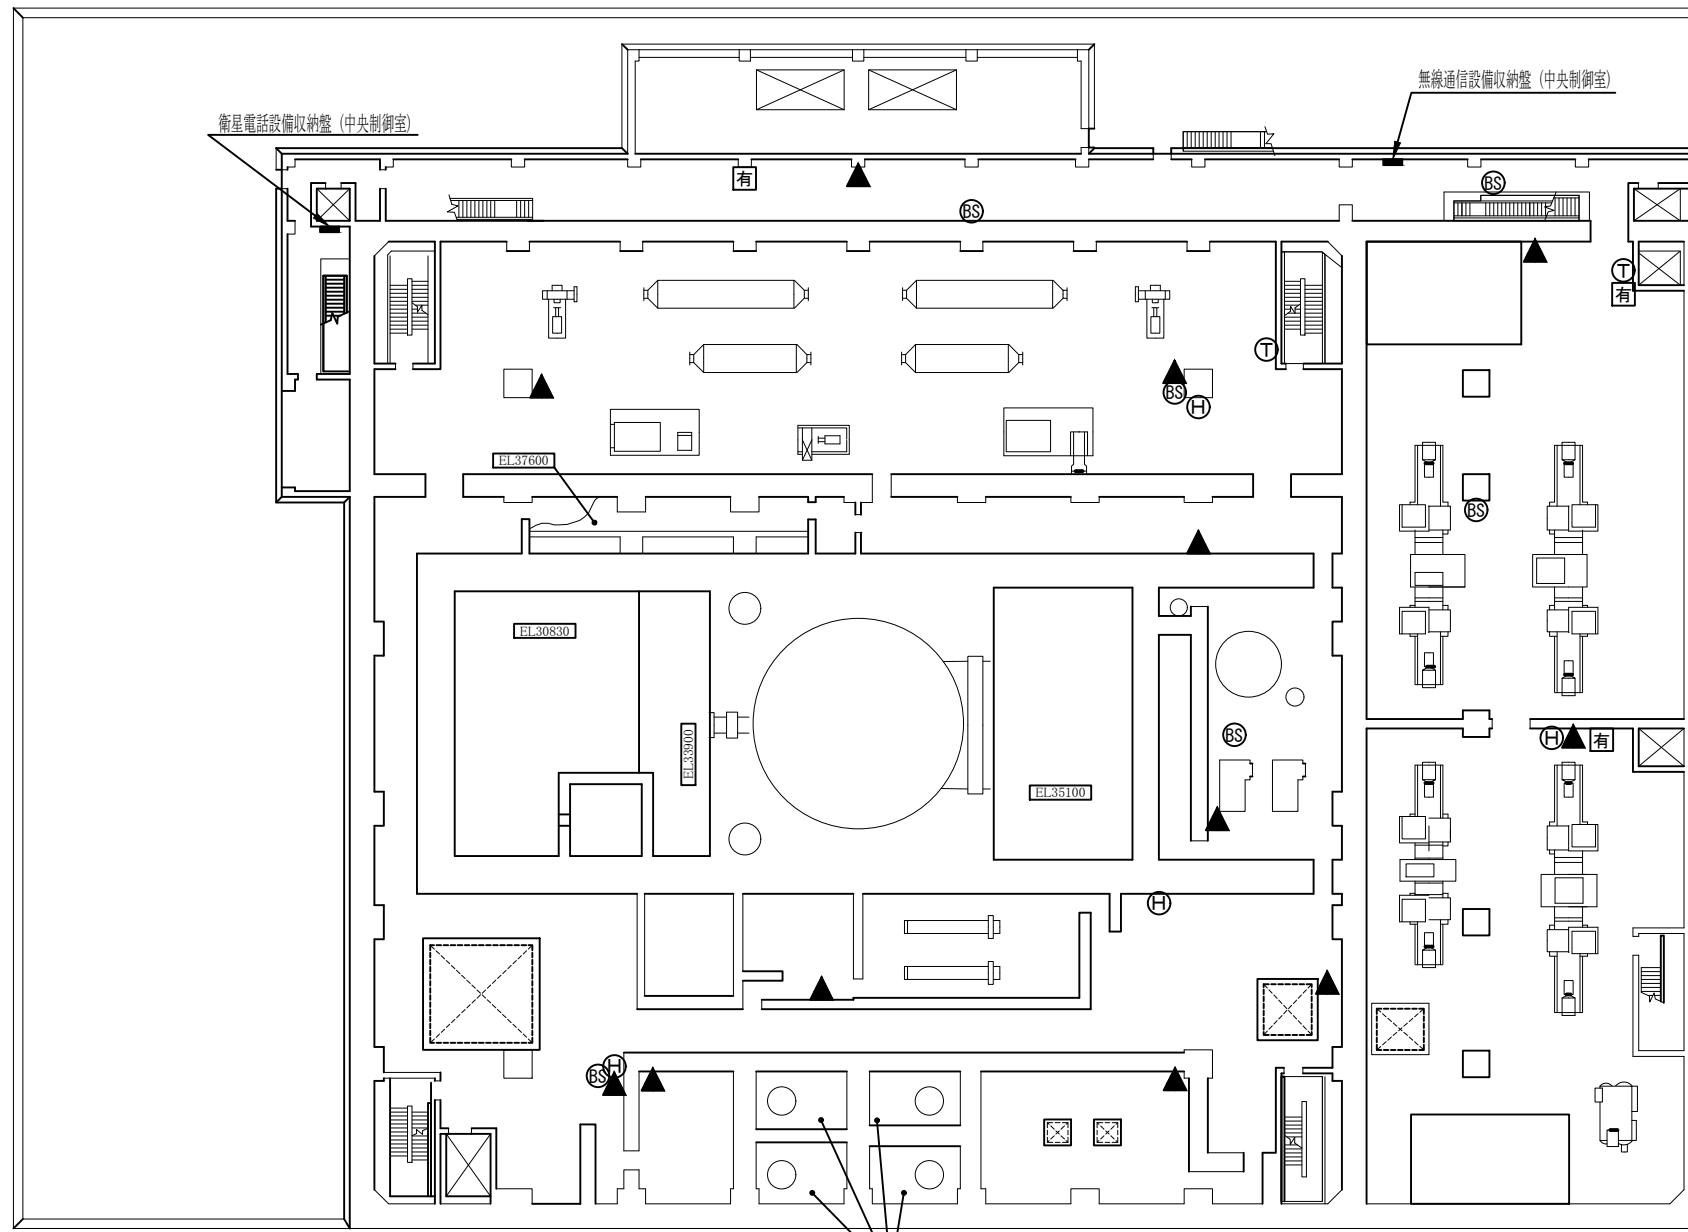 無線通信設備収納盤 (中央制御室)
衛星電話設備収納盤 (中央制御室)
有
BS
BS
T
有
T
BS
H
EL37600
BS
EL30830
EL33900
BS
H
有
EL35100
H
H
BS